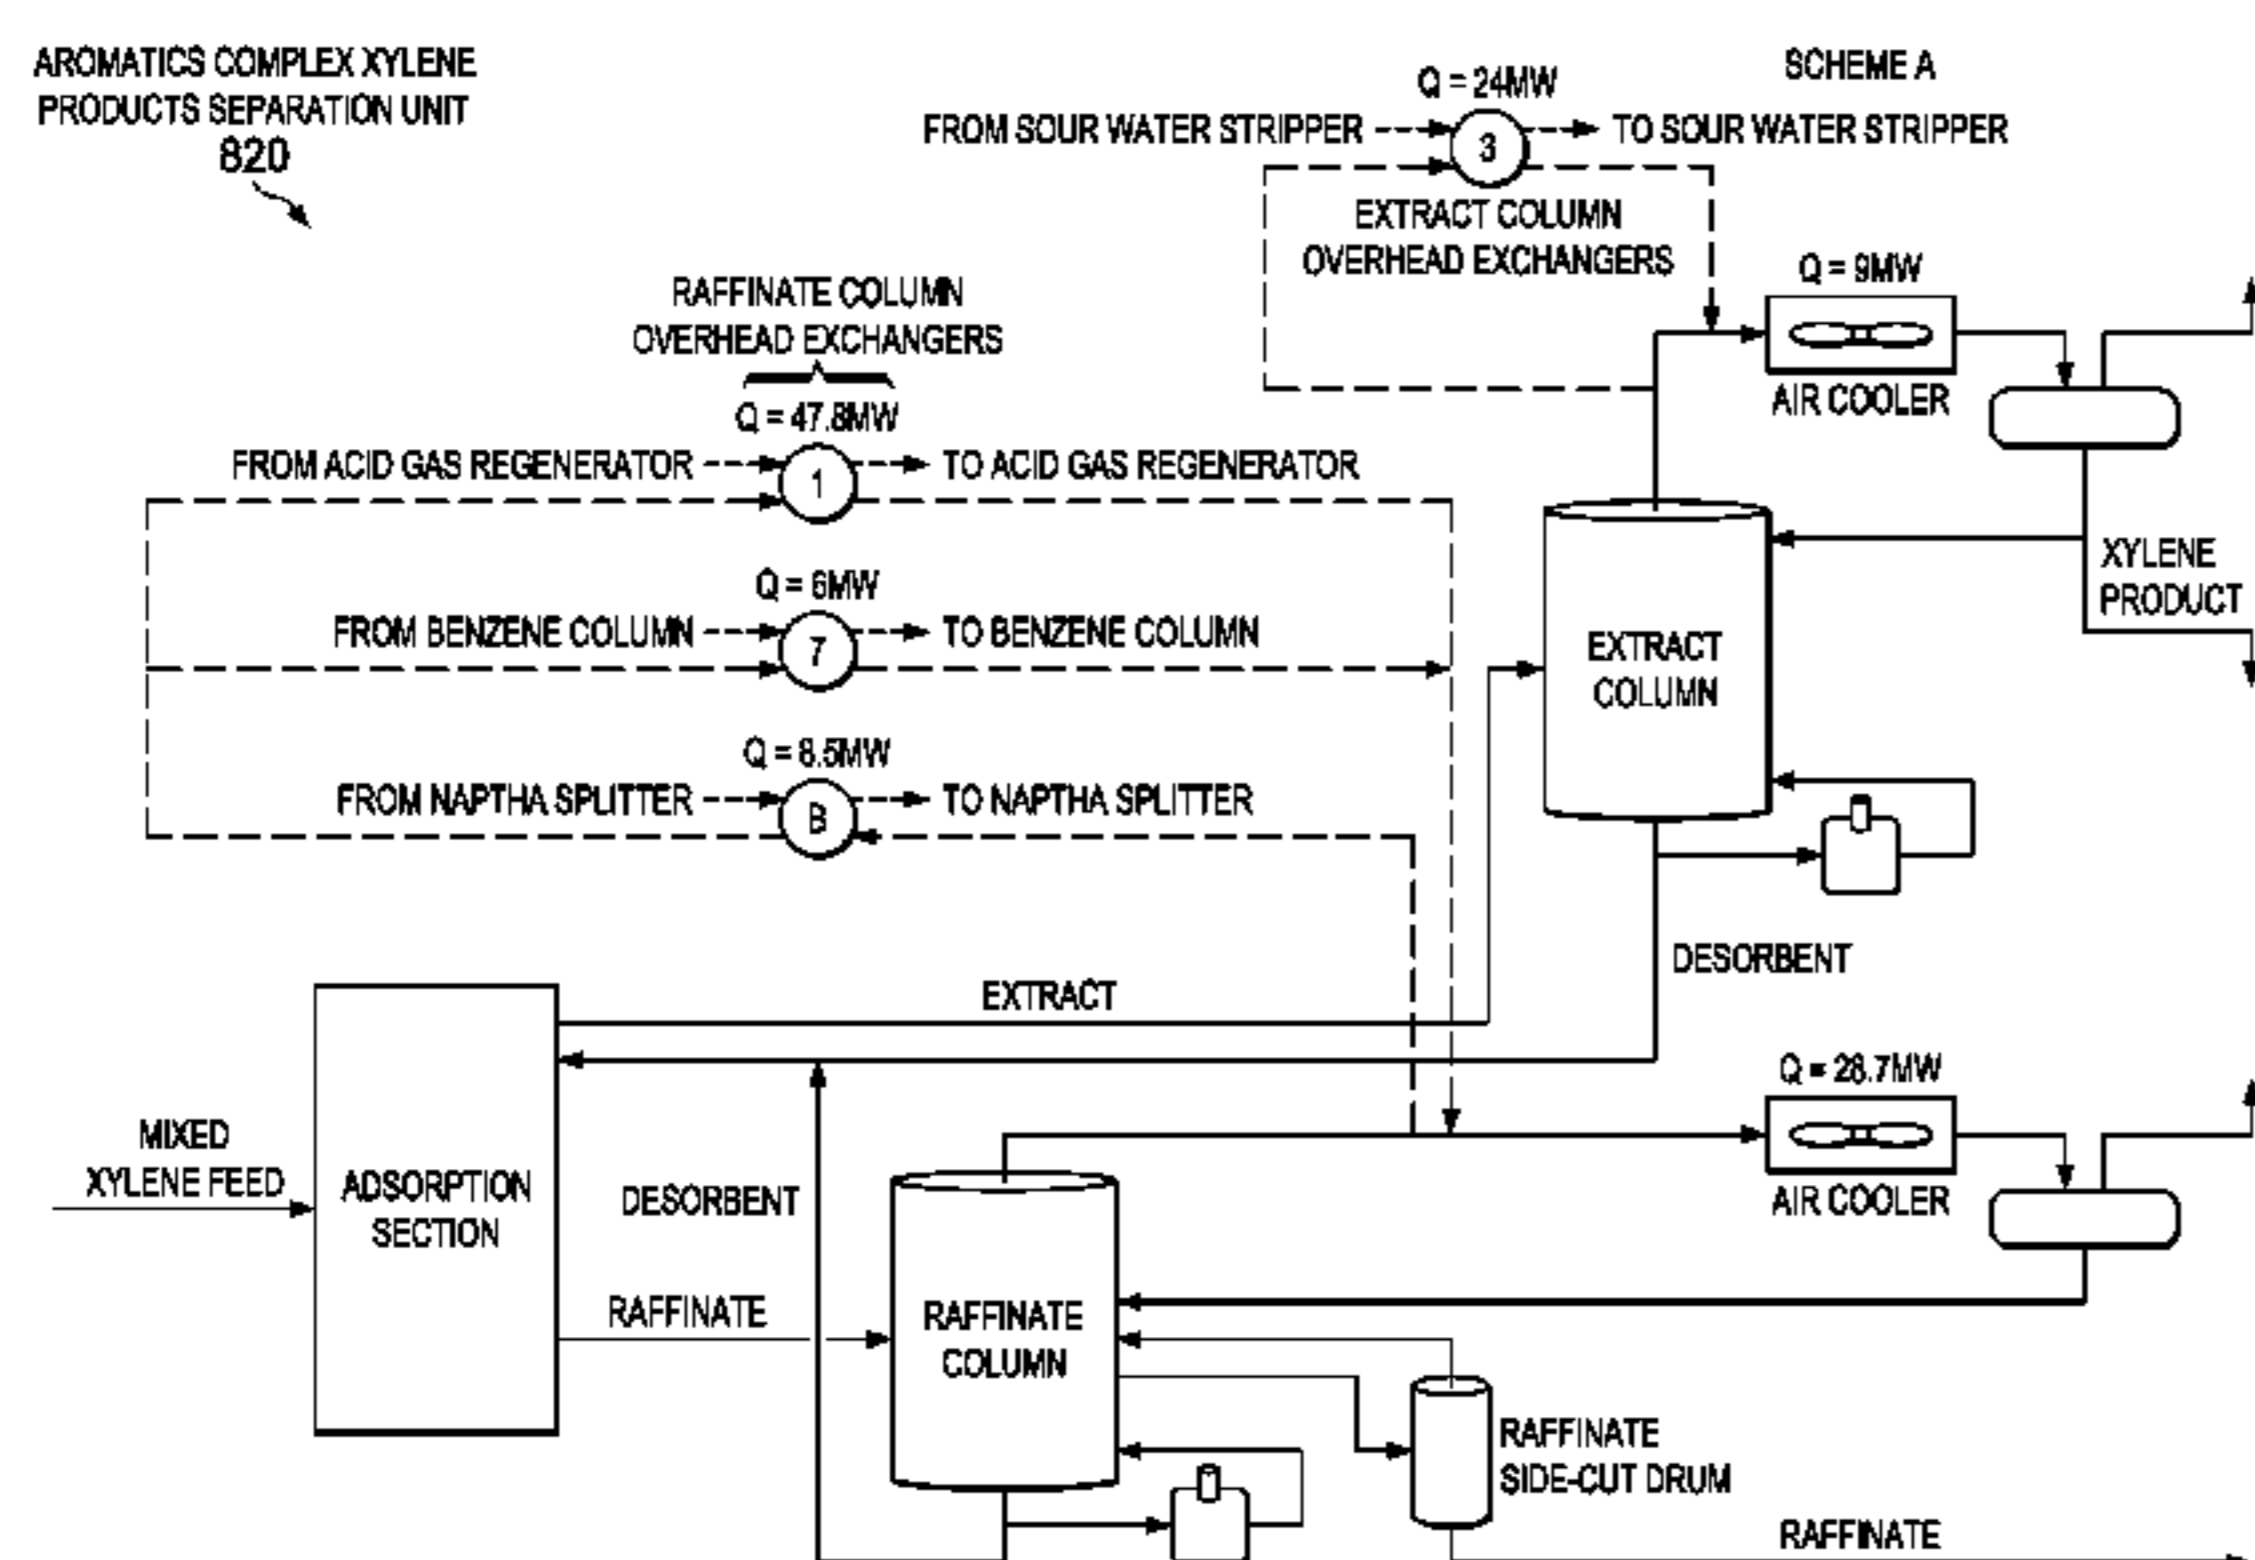 AROMATICS COMPLEX XYLENE
PRODUCTS SEPARATION UNIT
820
SCHEME A
Q = 24MW
FROM SOUR WATER STRIPPER
3
TO SOUR WATER STRIPPER
EXTRACT COLUMN
OVERHEAD EXCHANGERS
Q = 9MW
AIR COOLER
RAFFINATE COLUMN
OVERHEAD EXCHANGERS
Q = 47.8MW
FROM ACID GAS REGENERATOR
1
TO ACID GAS REGENERATOR
Q = 6MW
FROM BENZENE COLUMN
7
TO BENZENE COLUMN
Q = 8.5MW
FROM NAPTHA SPLITTER
B
TO NAPTHA SPLITTER
EXTRACT
COLUMN
XYLENE
PRODUCT
DESORBENT
EXTRACT
Q = 28.7MW
AIR COOLER
MIXED
XYLENE FEED
ADSORPTION
SECTION
DESORBENT
RAFFINATE
RAFFINATE
COLUMN
RAFFINATE
SIDE-CUT DRUM
RAFFINATE